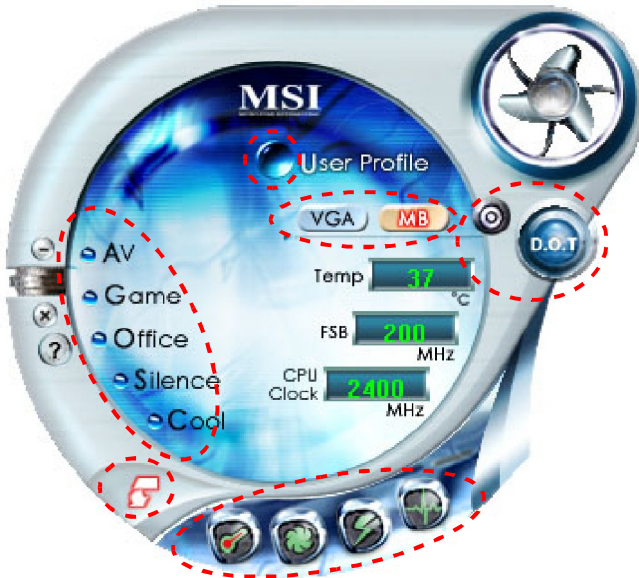 MSI
User Profile
VGA MB
D.O.T
AV
Temp 37 °C
Game
Office
FSB 200 MHz
?
Silence
CPU Clock 2400 MHz
Cool